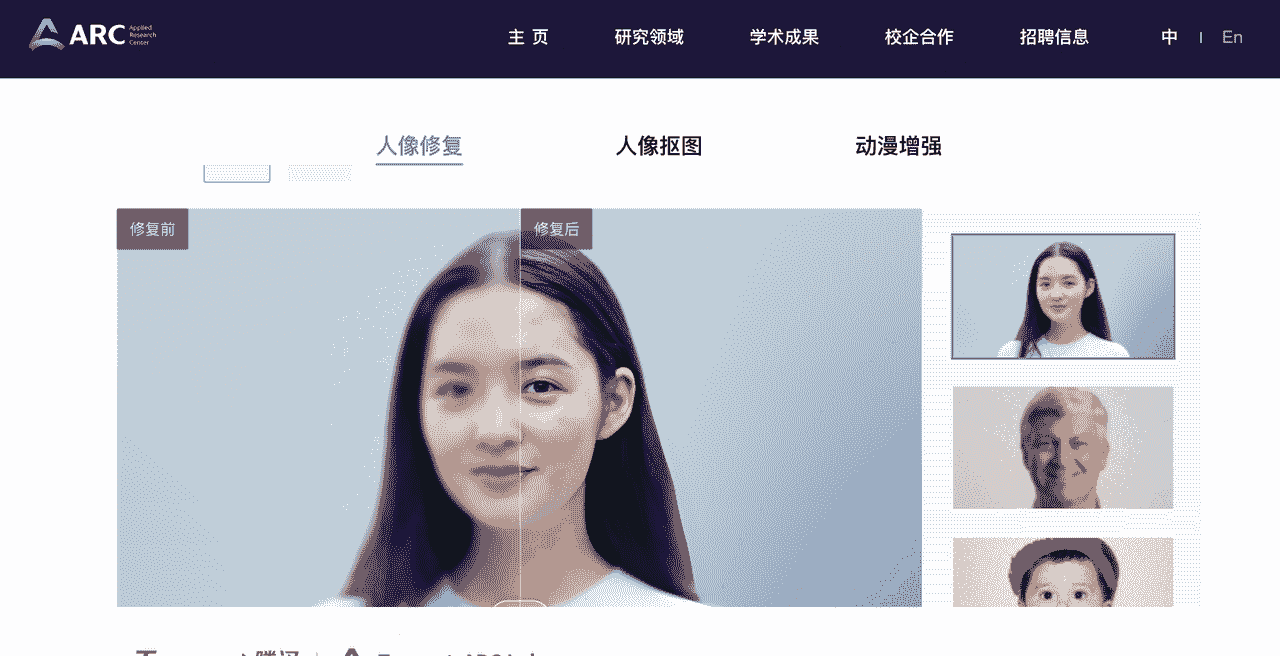 ARC Applied Research Center
主 页 研究领域 学术成果 校企合作 招聘信息 中 | En
人像修复 人像抠图 动漫增强
修复前 修复后
腾讯